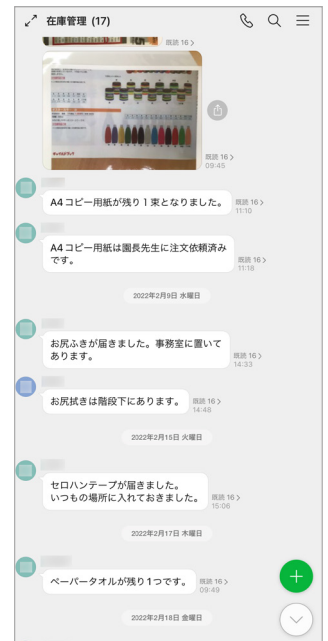 在庫管理 (17)
既読 16 >
既読 16 >
09:45
A4コピー用紙が残り1束となりました。
既読 16 >
11:10
A4コピー用紙は園長先生に注文依頼済み
です。
既読 16 >
11:18
2022年2月9日 水曜日
お尻ふきが届きました。事務室に置いて
あります。
既読 16 >
14:33
お尻拭きは階段下にあります。
既読 16 >
14:48
2022年2月15日 火曜日
セロハンテープが届きました。
いつもの場所に入れておきました。
既読 16 >
15:06
2022年2月17日 木曜日
ペーパータオルが残り1つです。
既読 16 >
09:49
2022年2月18日 金曜日